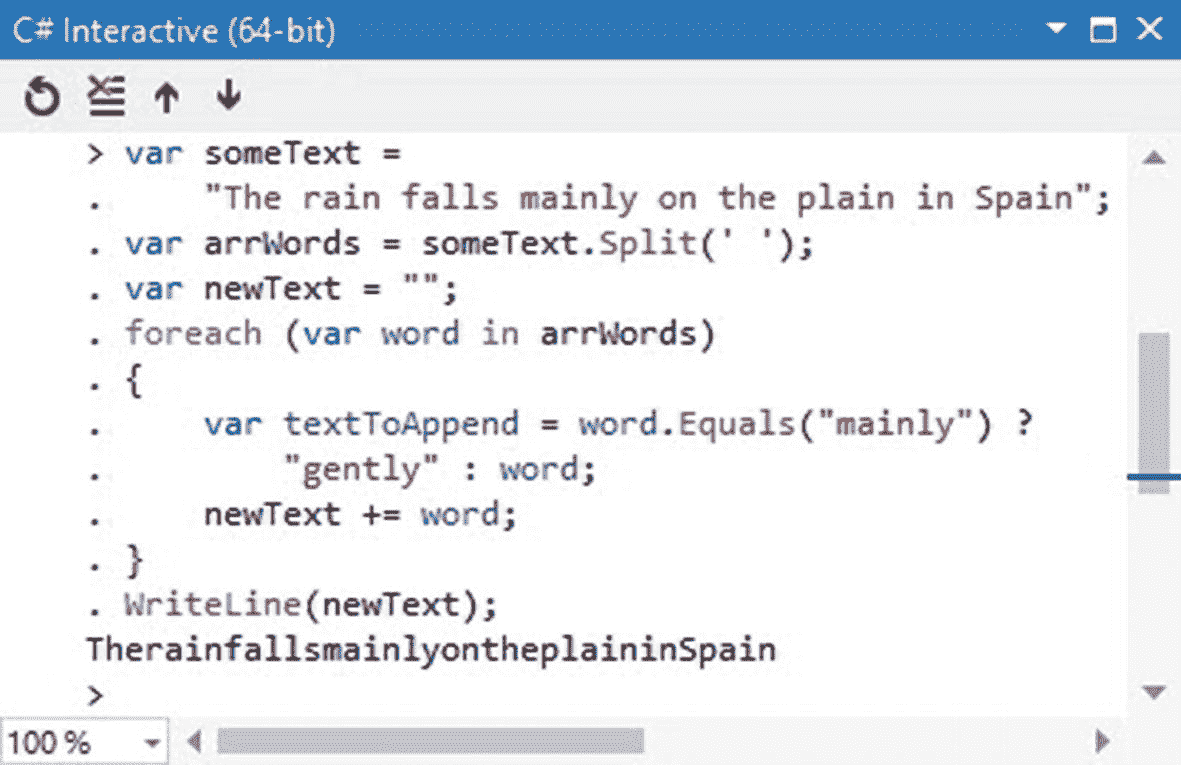 C# Interactive (64-bit)
> var someText =
.     "The rain falls mainly on the plain in Spain";
. var arrWords = someText.Split(' ');
. var newText = "";
. foreach (var word in arrWords)
. {
.     var textToAppend = word.Equals("mainly") ?
.         "gently" : word;
.     newText += word;
. }
. WriteLine(newText);
TherainfallsmainlyontheplaininSpain
>
100 %